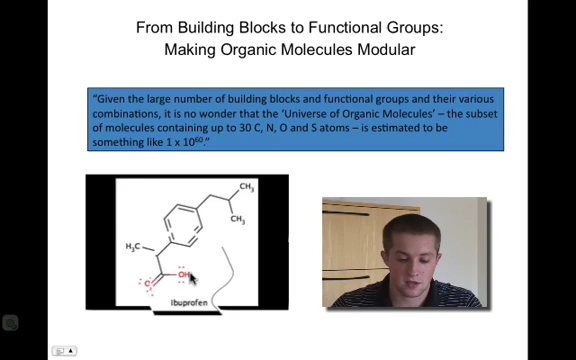 From Building Blocks to Functional Groups:
Making Organic Molecules Modular
“Given the large number of building blocks and functional groups and their various
combinations, it is no wonder that the ‘Universe of Organic Molecules’ – the subset
of molecules containing up to 30 C, N, O and S atoms – is estimated to be
something like 1 x 10⁶⁰.”
CH₃
CH₃
H₃C
O
OH
Ibuprofen